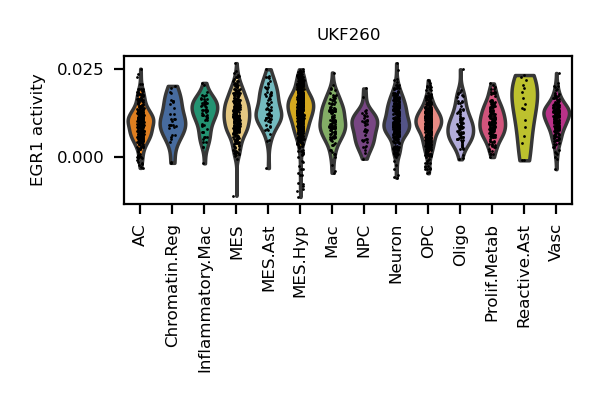 UKF260
EGR1 activity
0.025
0.000
AC
Chromatin.Reg
Inflammatory.Mac
MES
MES.Ast
MES.Hyp
Mac
NPC
Neuron
OPC
Oligo
Prolif.Metab
Reactive.Ast
Vasc